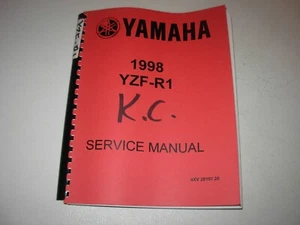 YAMAHA
1998
YZF-R1
K.C.
SERVICE MANUAL